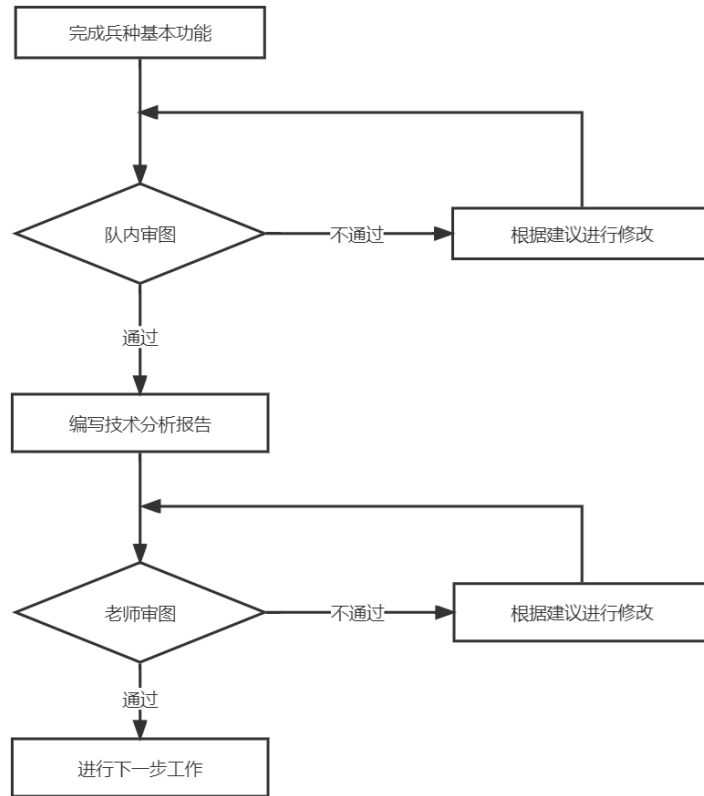 完成兵种基本功能
队内审图
不通过
根据建议进行修改
通过
编写技术分析报告
老师审图
不通过
根据建议进行修改
通过
进行下一步工作